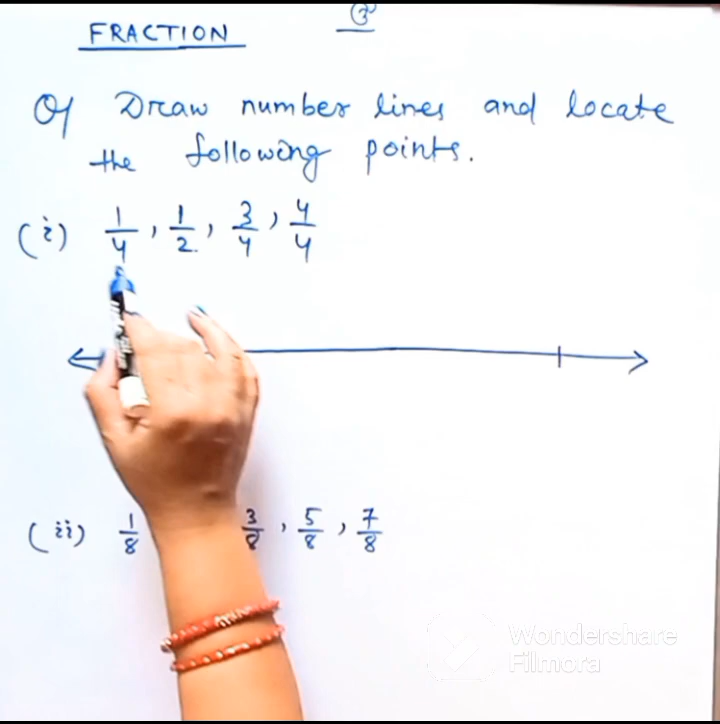 3
FRACTION
Q Draw number lines and locate
the following points.
(i) 1/4, 1/2, 3/4, 4/4
(ii) 1/8 3/8, 5/8, 7/8
Wondershare
Filmora